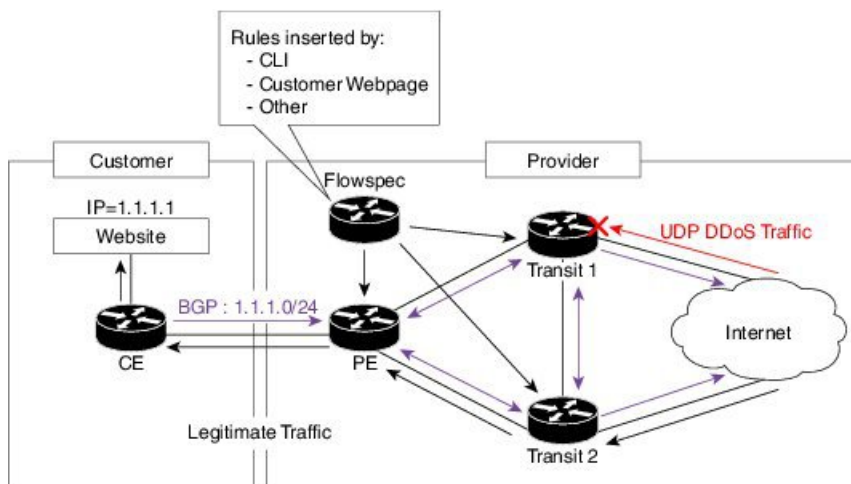 Rules inserted by:
- CLI
- Customer Webpage
- Other
Customer
Provider
Flowspec
IP=1.1.1.1
Website
UDP DDoS Traffic
Transit 1
BGP : 1.1.1.0/24
Internet
CE
PE
Legitimate Traffic
Transit 2